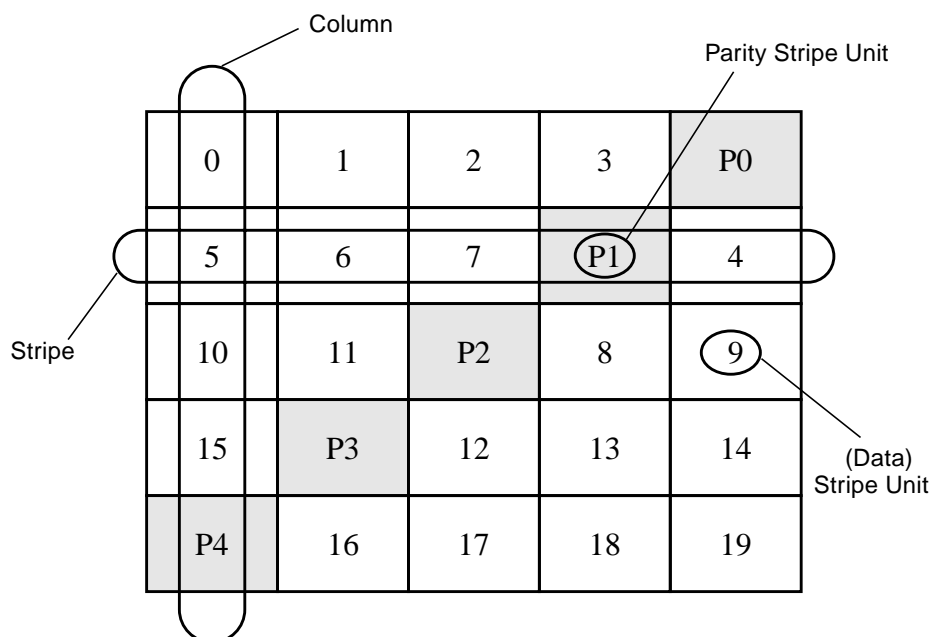 Column
Parity Stripe Unit
0 1 2 3 P0
5 6 7 P1 4
Stripe
10 11 P2 8 9
15 P3 12 13 14
(Data)
Stripe Unit
P4 16 17 18 19